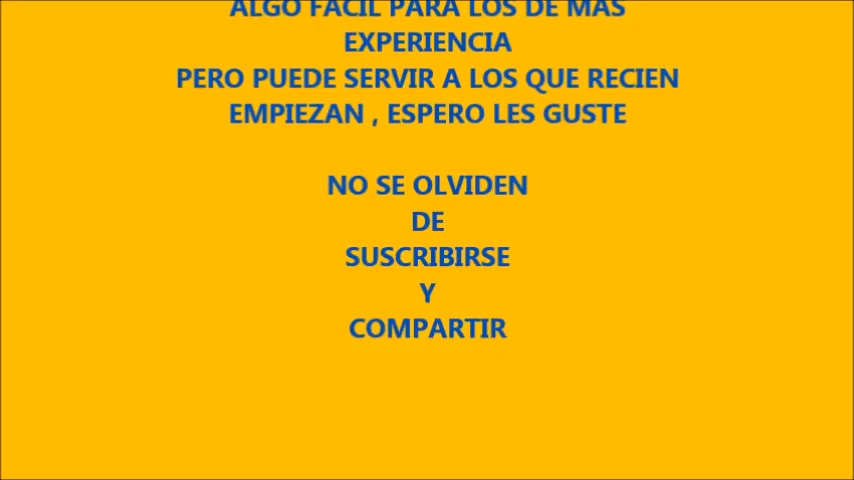 ALGO FACIL PARA LOS DE MAS
EXPERIENCIA
PERO PUEDE SERVIR A LOS QUE RECIEN
EMPIEZAN , ESPERO LES GUSTE
NO SE OLVIDEN
DE
SUSCRIBIRSE
Y
COMPARTIR